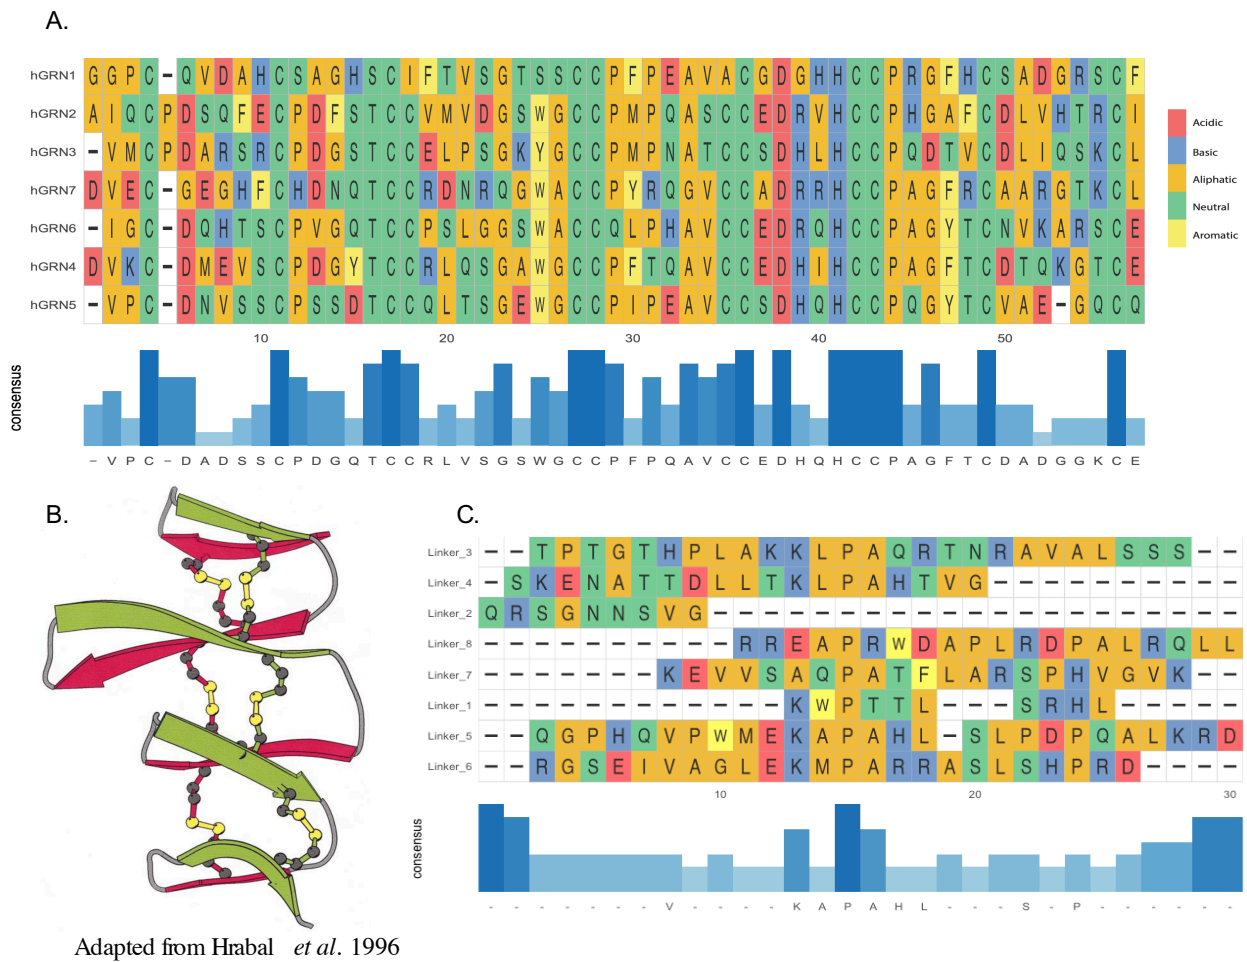 A.
hGRN1 G G P C - Q V D A H C S A G H S C I F T V S G T S S C C P F P E A V A C G D G H H C C P R G F H C S A D G R S C F
hGRN2 A I Q C P D S Q F E C P D F S T C C V M V D G S W G C C P M P Q A S C C E D R V H C C P H G A F C D L V H T R C I
hGRN3 - V M C P D A R S R C P D G S T C C E L P S G K Y G C C P M P N A T C C S D H L H C C P Q D T V C D L I Q S K C L
hGRN7 D V E C - G E G H F C H D N Q T C C R D N R Q G W A C C P Y R Q G V C C A D R R H C C P A G F R C A A R G T K C L
hGRN6 - I G C - D Q H T S C P V G Q T C C P S L G G S W A C C Q L P H A V C C E D R Q H C C P A G Y T C N V K A R S C E
hGRN4 D V K C - D M E V S C P D G Y T C C R L Q S G A W G C C P F T Q A V C C E D H I H C C P A G F T C D T Q K G T C E
hGRN5 - V P C - D N V S S C P S S D T C C Q L T S G E W G C C P I P E A V C C S D H Q H C C P Q G Y T C V A E - G Q C Q
10 20 30 40 50
Acidic
Basic
Aliphatic
Neutral
Aromatic
consensus
- V P C - D A D S S C P D G Q T C C R L V S G S W G C C P F P Q A V C C E D H Q H C C P A G F T C D A D G G K C E
B.
Adapted from Hrabal et al. 1996
C.
Linker_3 - - T P T G T H P L A K K L P A Q R T N R A V A L S S S - -
Linker_4 - S K E N A T T D L L T K L P A H T V G - - - - - - - - - -
Linker_2 Q R S G N N S V G - - - - - - - - - - - - - - - - - - - - -
Linker_8 - - - - - - - - - - R R E A P R W D A P L R D P A L R Q L L
Linker_7 - - - - - - - K E V V S A Q P A T F L A R S P H V G V K - -
Linker_1 - - - - - - - - - - - - K W P T T L - - - S R H L - - - - -
Linker_5 - - Q G P H Q V P W M E K A P A H L - S L P D P Q A L K R D
Linker_6 - - R G S E I V A G L E K M P A R R A S L S H P R D - - - -
10 20 30
consensus
- - - - - - - V - - - - K A P A H L - - - S - P - - - - - -